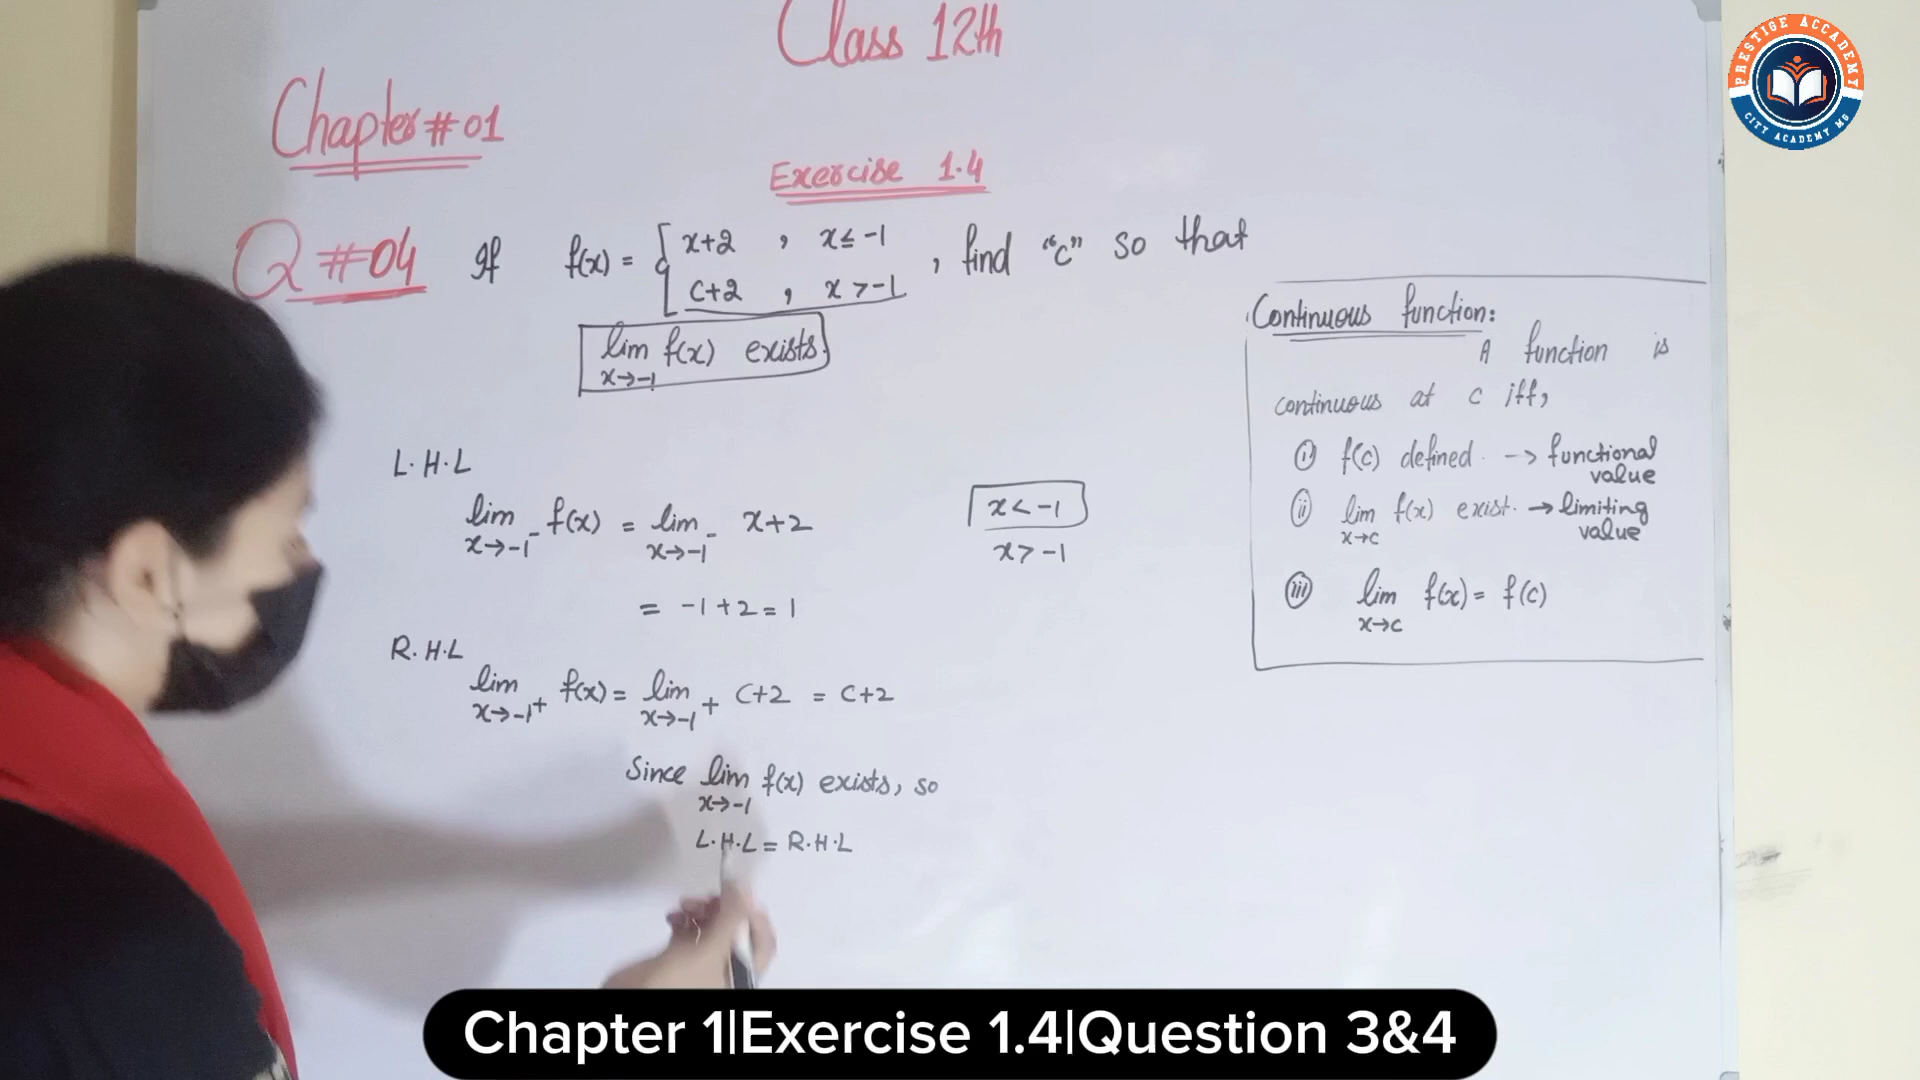 Class 12th
PRESTIGE ACCADEMY
CITY ACADEMY MG
Chapter # 01
Exercise 1.4
Q # 04 If f(x) = { x+2 , x ≤ -1
c+2 , x > -1 , find "c" so that
lim x→-1 f(x) exists.
L.H.L
lim x→-1⁻ f(x) = lim x→-1⁻ x+2
= -1+2 = 1
R.H.L
lim x→-1⁺ f(x) = lim x→-1⁺ c+2 = c+2
Since lim x→-1 f(x) exists, so
L.H.L = R.H.L
x < -1
x > -1
Continuous function:
A function is
continuous at c iff,
(i) f(c) defined. --> functional value
(ii) lim x→c f(x) exist. → limiting value
(iii) lim x→c f(x) = f(c)
Chapter 1|Exercise 1.4|Question 3&4